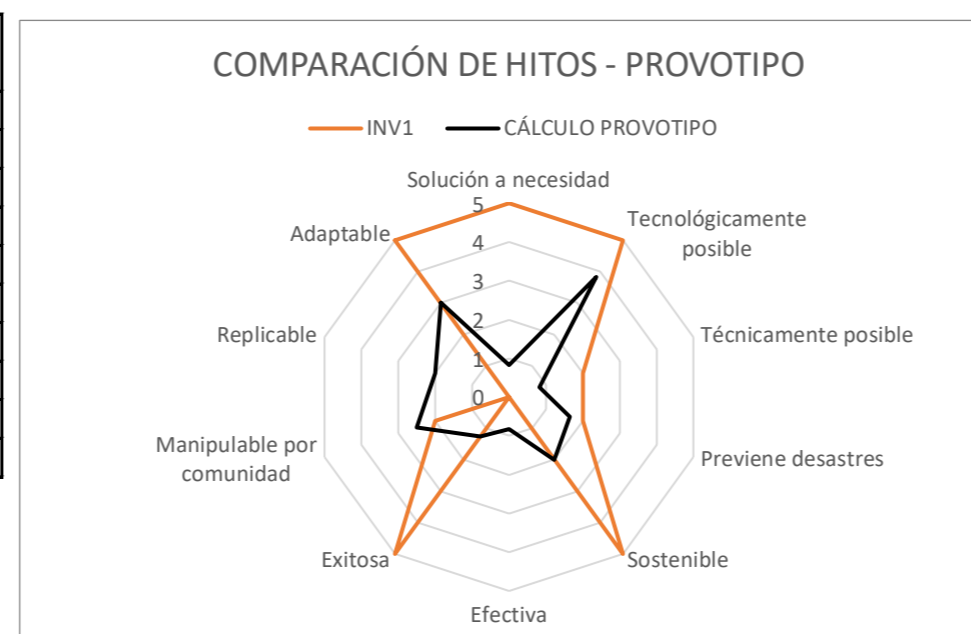 COMPARACIÓN DE HITOS - PROVOTIPO
INV1
CÁLCULO PROVOTIPO
Solución a necesidad
Tecnológicamente
posible
Técnicamente posible
Previene desastres
Sostenible
Efectiva
Exitosa
Manipulable por
comunidad
Replicable
Adaptable
5
4
3
2
1
0